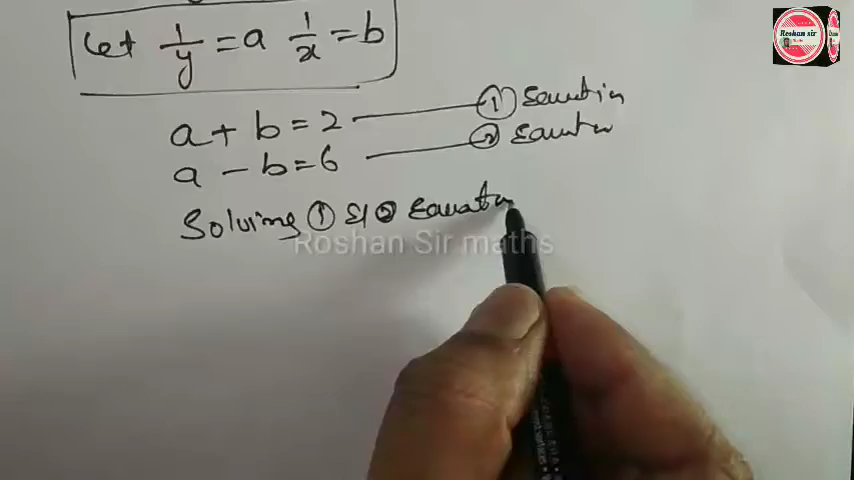 Let 1/y = a 1/x = b
a + b = 2 ① Equation
a − b = 6 ② Equation
Solving ① & ② Equation
Roshan Sir maths
Roshan sir